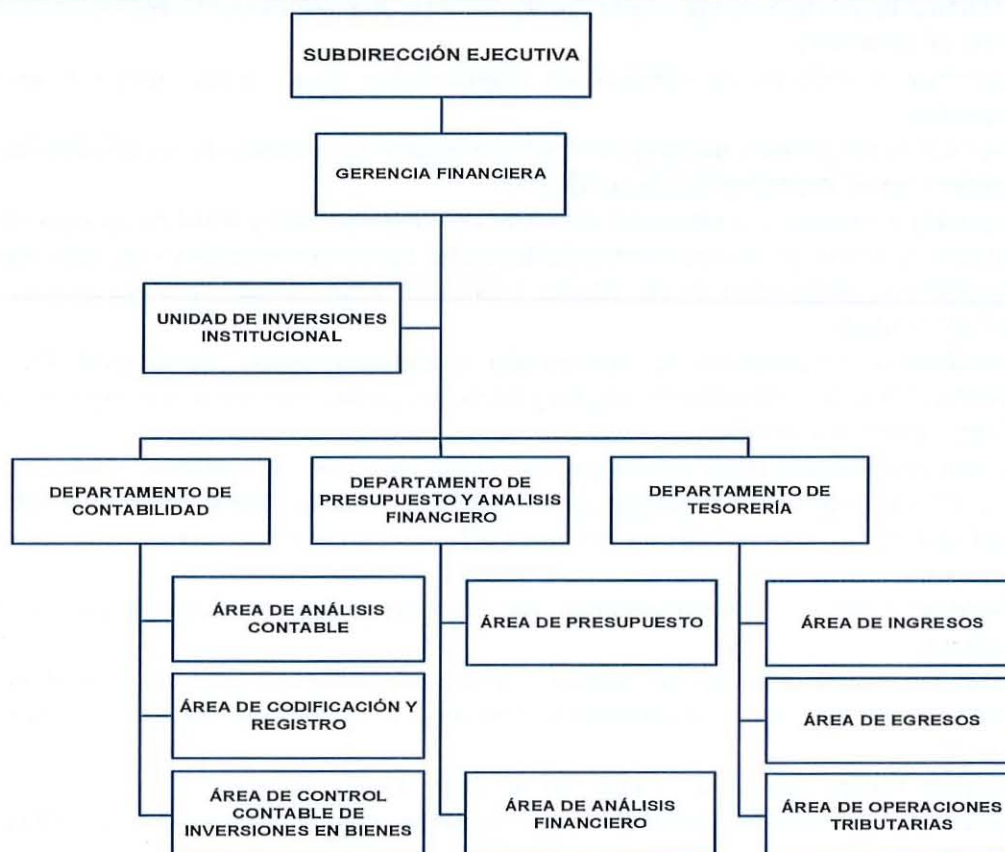 SUBDIRECCIÓN EJECUTIVA
GERENCIA FINANCIERA
UNIDAD DE INVERSIONES
INSTITUCIONAL
DEPARTAMENTO DE
CONTABILIDAD
DEPARTAMENTO DE
PRESUPUESTO Y ANALISIS
FINANCIERO
DEPARTAMENTO DE
TESORERÍA
ÁREA DE ANÁLISIS
CONTABLE
ÁREA DE PRESUPUESTO
ÁREA DE INGRESOS
ÁREA DE CODIFICACIÓN Y
REGISTRO
ÁREA DE EGRESOS
ÁREA DE CONTROL
CONTABLE DE
INVERSIONES EN BIENES
ÁREA DE ANÁLISIS
FINANCIERO
ÁREA DE OPERACIONES
TRIBUTARIAS